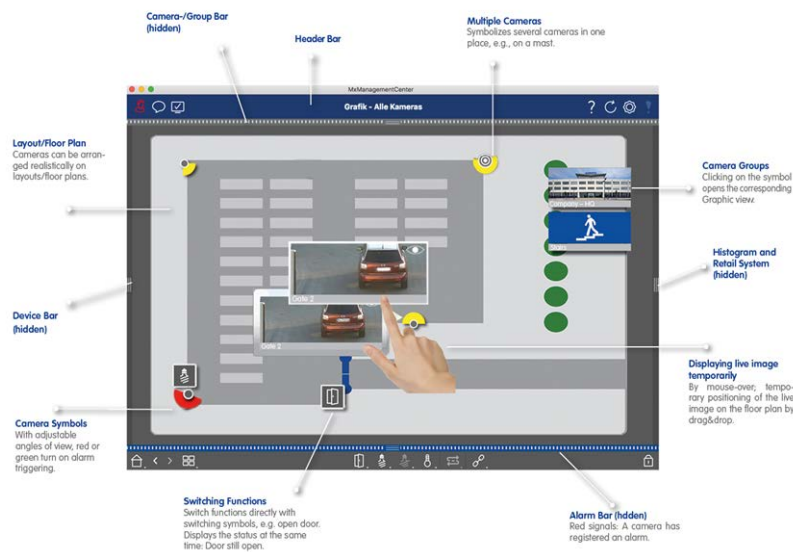 Camera-/Group Bar
(hidden)
Header Bar
Multiple Cameras
Symbolizes several cameras in one
place, e.g., on a mast.
MxManagementCenter
Grafik - Alle Kameras
Layout/Floor Plan
Cameras can be arran-
ged realistically on
layouts/floor plans.
Camera Groups
Clicking on the symbol
opens the corresponding
Graphic view.
Company - HQ
Histogram and
Retail System
(hidden)
Gate 2
Gate 2
Device Bar
(hidden)
Displaying live image
temporarily
By mouse-over; tempo-
rary positioning of the live
image on the floor plan by
drag&drop.
Camera Symbols
With adjustable
angles of view, red or
green turn on alarm
triggering.
Switching Functions
Switch functions directly with
switching symbols, e.g. open door.
Displays the status at the same
time: Door still open.
Alarm Bar (hdden)
Red signals: A camera has
registered an alarm.